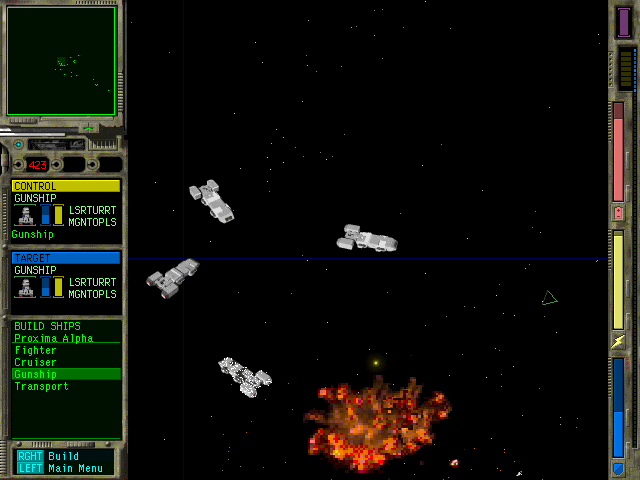 423
CONTROL
GUNSHIP
LSRTURRT
MGNTOPLS
Gunship
TARGET
GUNSHIP
LSRTURRT
MGNTOPLS
BUILD SHIPS
Proxima Alpha
Fighter
Cruiser
Gunship
Transport
RGHT Build
LEFT Main Menu